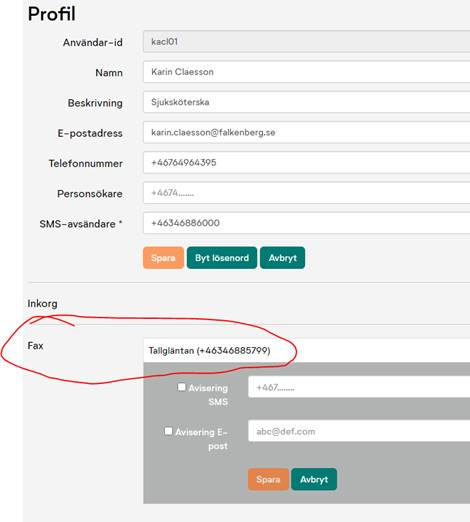 Profil
Användar-id kacl01
Namn Karin Claesson
Beskrivning Sjuksköterska
E-postadress karin.claesson@falkenberg.se
Telefonnummer +46764964395
Personsökare +4674........
SMS-avsändare * +46346886000
Spara Byt lösenord Avbryt
Inkorg
Fax Tallgläntan (+46346885799)
Avisering SMS +467........
Avisering E-post abc@def.com
Spara Avbryt